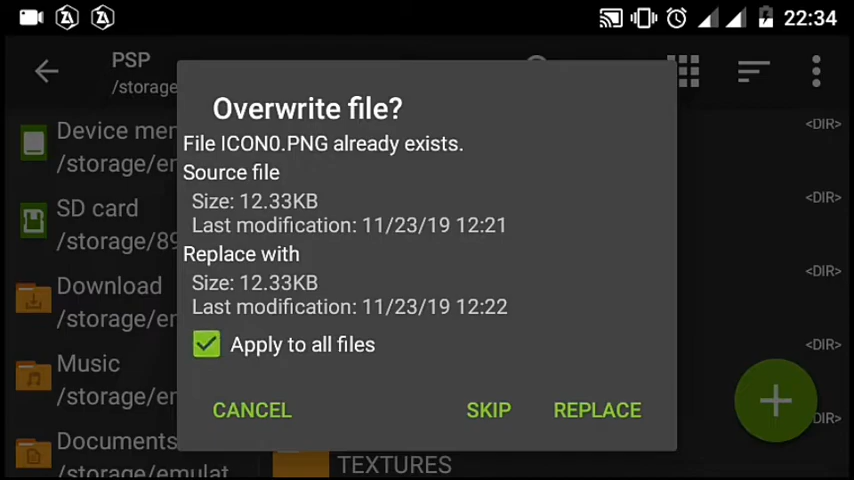 22:34
PSP
/storage
Overwrite file?
File ICON0.PNG already exists.
Source file
Size: 12.33KB
Last modification: 11/23/19 12:21
Replace with
Size: 12.33KB
Last modification: 11/23/19 12:22
Apply to all files
CANCEL
SKIP
REPLACE
Device mem
/storage/em
SD card
/storage/89
Download
/storage/em
Music
/storage/em
Documents
/storage/emulat
<DIR>
<DIR>
<DIR>
<DIR>
<DIR>
TEXTURES